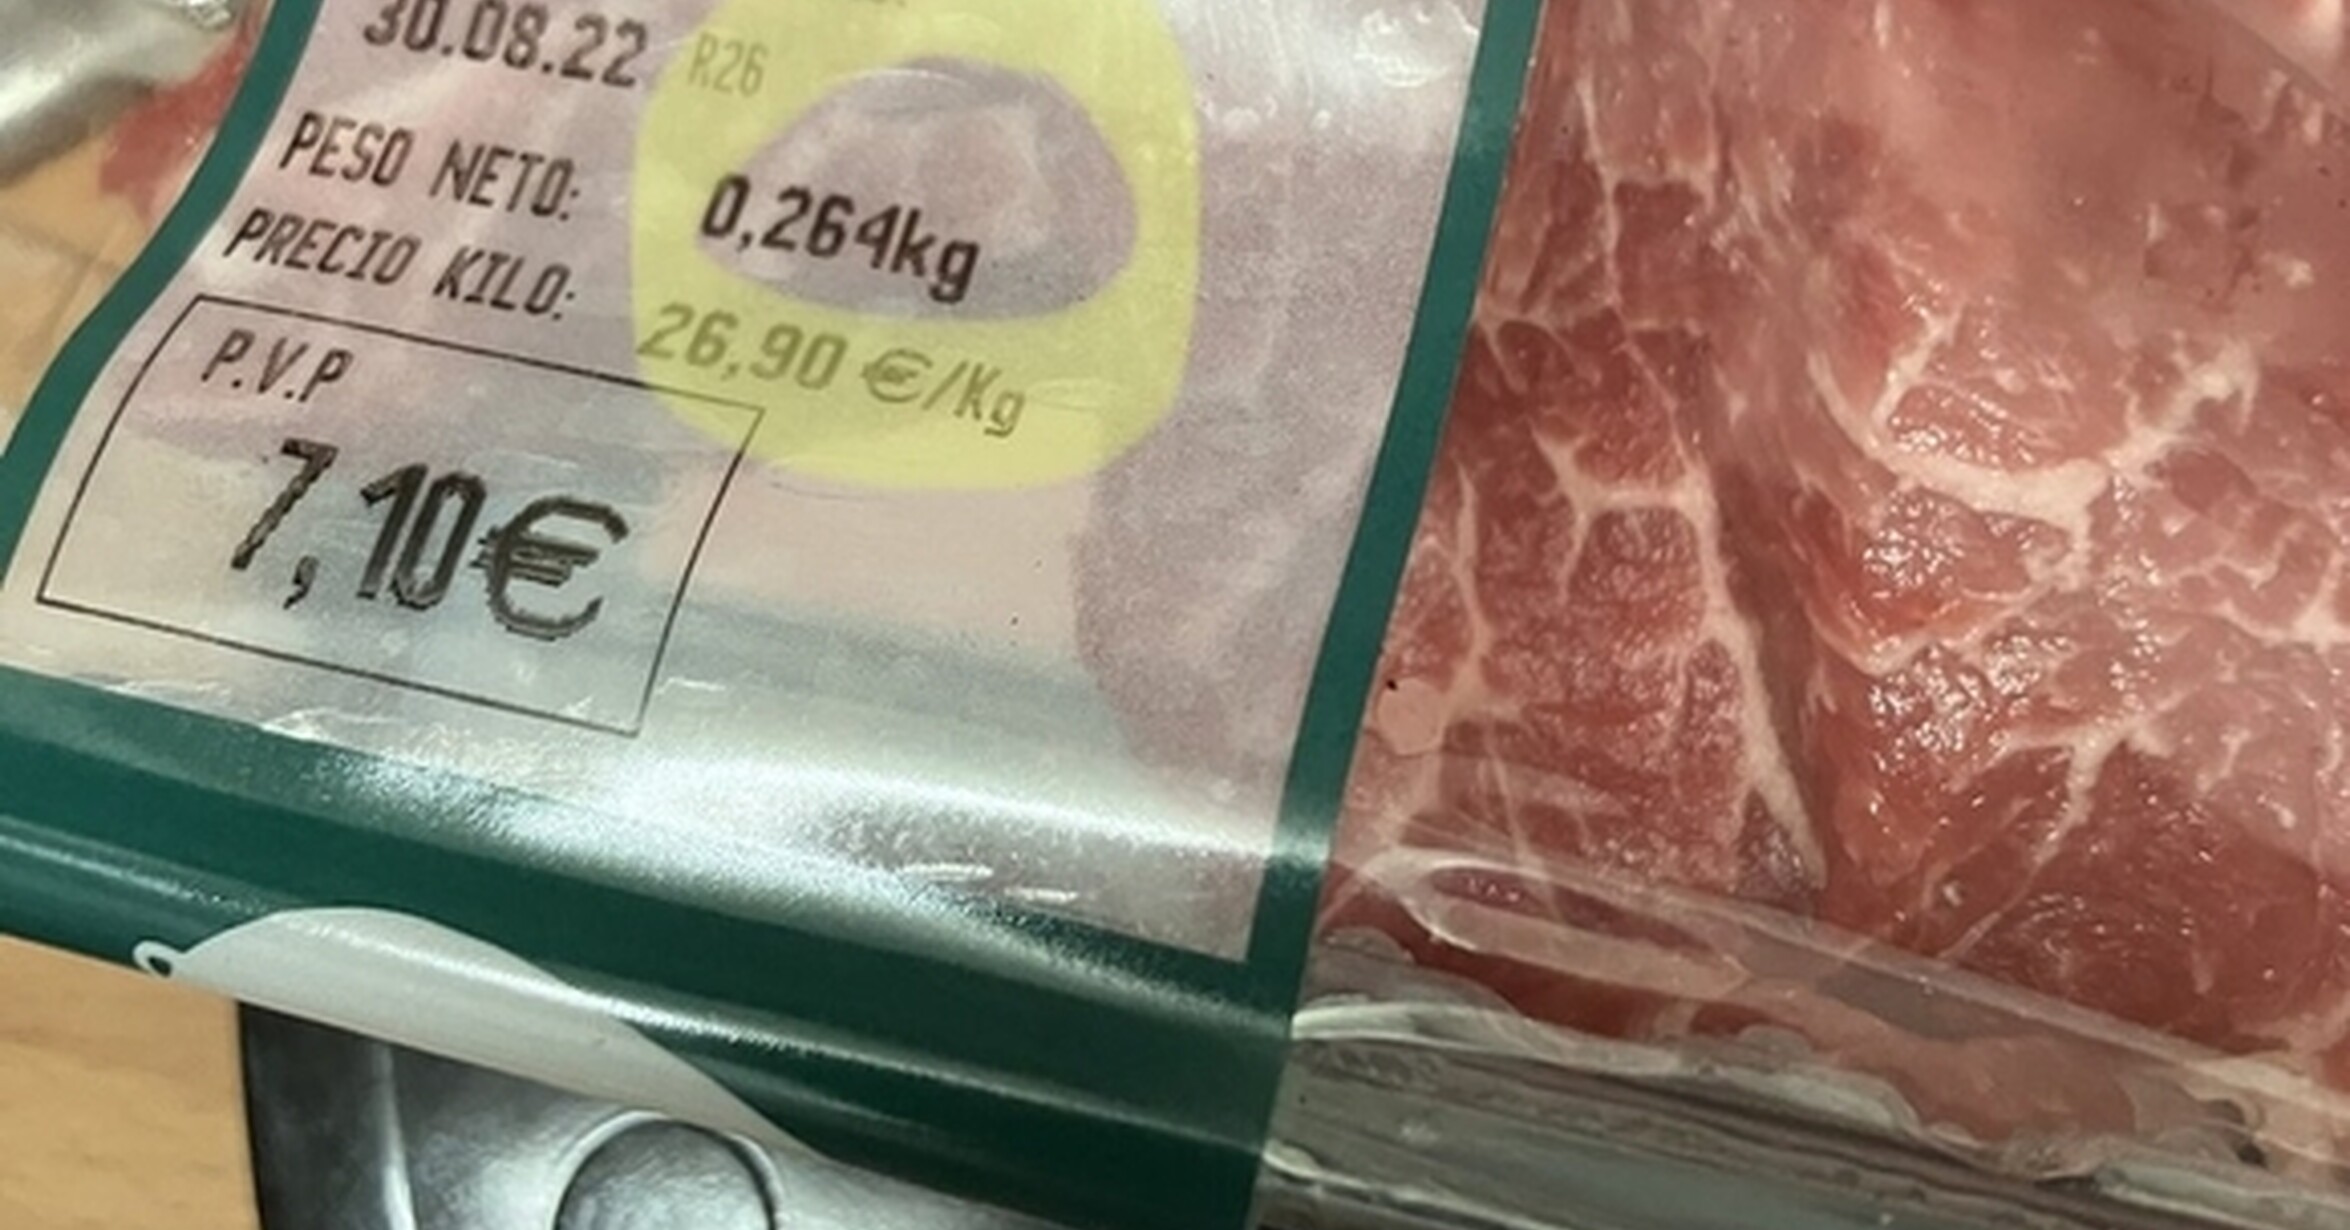 30.08.22 R26
PESO NETO: 0,264kg
PRECIO KILO: 26,90 €/Kg
P.V.P
7,10€